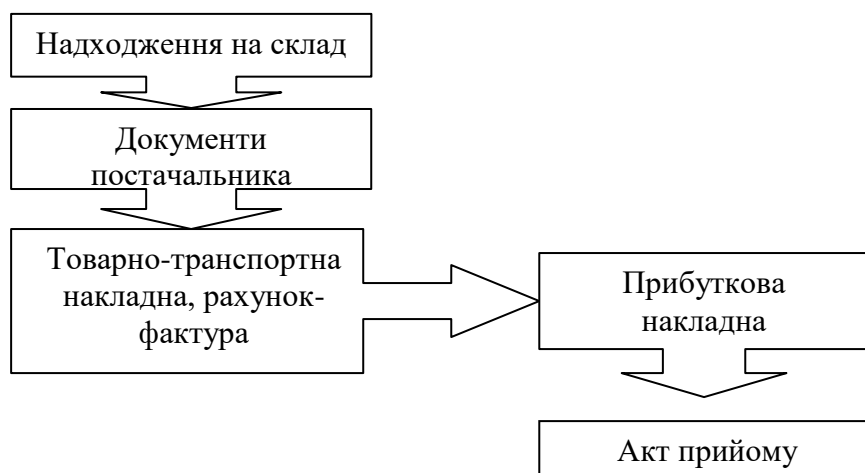 Надходження на склад
Документи
постачальника
Товарно-транспортна
накладна, рахунок-
фактура
Прибуткова
накладна
Акт прийому